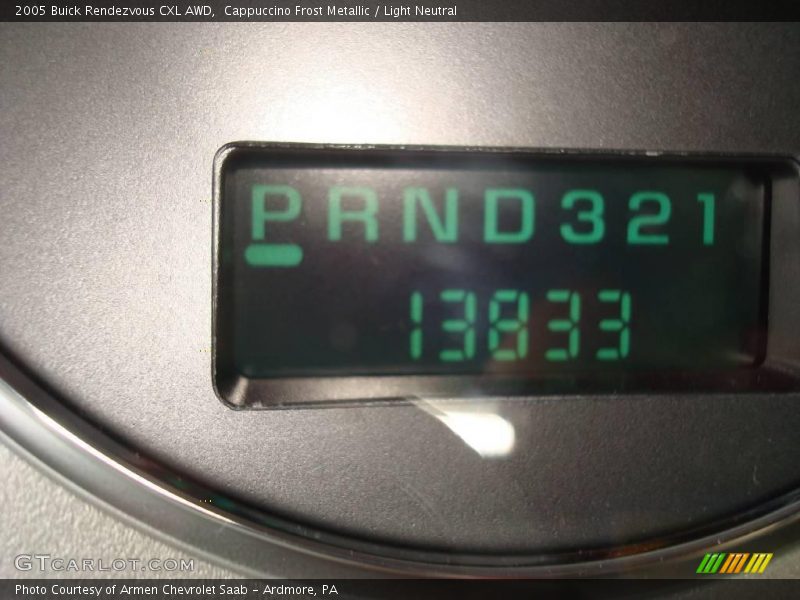 2005 Buick Rendezvous CXL AWD,  Cappuccino Frost Metallic / Light Neutral
PRND321
13833
GTCARLOT.COM
Photo Courtesy of Armen Chevrolet Saab - Ardmore, PA